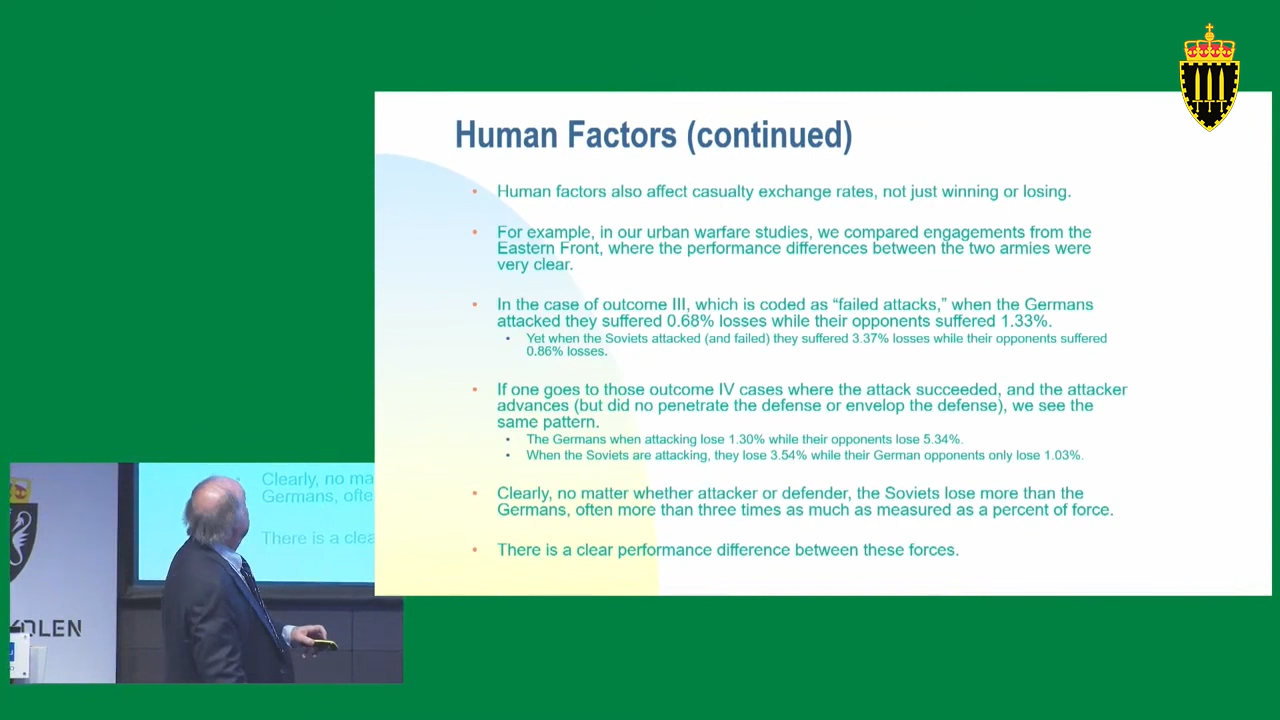 Human Factors (continued)
• Human factors also affect casualty exchange rates, not just winning or losing.
• For example, in our urban warfare studies, we compared engagements from the
Eastern Front, where the performance differences between the two armies were
very clear.
• In the case of outcome III, which is coded as “failed attacks,” when the Germans
attacked they suffered 0.68% losses while their opponents suffered 1.33%.
• Yet when the Soviets attacked (and failed) they suffered 3.37% losses while their opponents suffered
0.86% losses.
• If one goes to those outcome IV cases where the attack succeeded, and the attacker
advances (but did no penetrate the defense or envelop the defense), we see the
same pattern.
• The Germans when attacking lose 1.30% while their opponents lose 5.34%.
• When the Soviets are attacking, they lose 3.54% while their German opponents only lose 1.03%.
• Clearly, no matter whether attacker or defender, the Soviets lose more than the
Germans, often more than three times as much as measured as a percent of force.
• There is a clear performance difference between these forces.
Clearly, no ma
Germans, ofte
There is a clea
OLEN